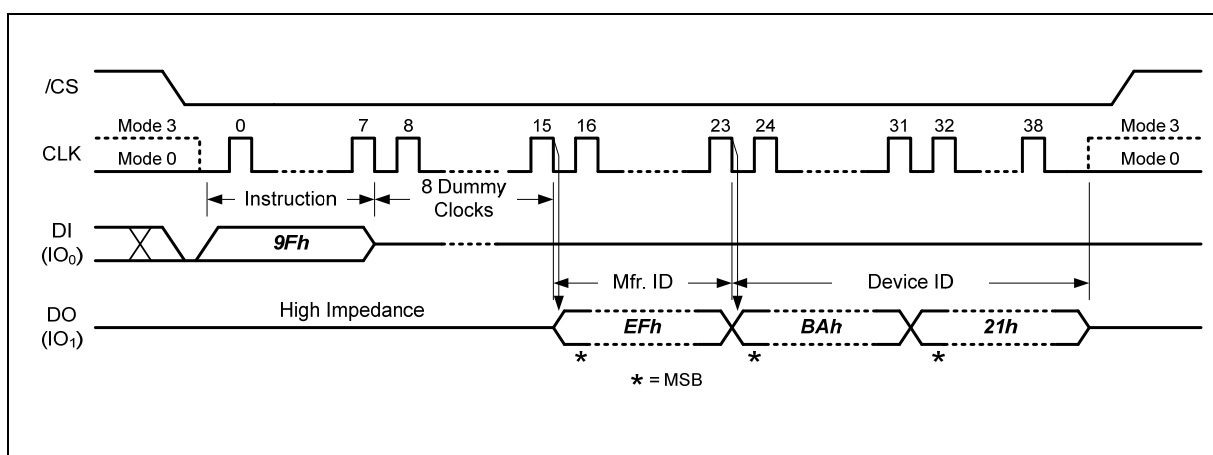 /CS
Mode 3 0 7 8 15 16 23 24 31 32 38 Mode 3
CLK Mode 0 Mode 0
Instruction 8 Dummy
Clocks
DI
(IO0) 9Fh
Mfr. ID Device ID
High Impedance
DO
(IO1) EFh BAh 21h
* * *
* = MSB